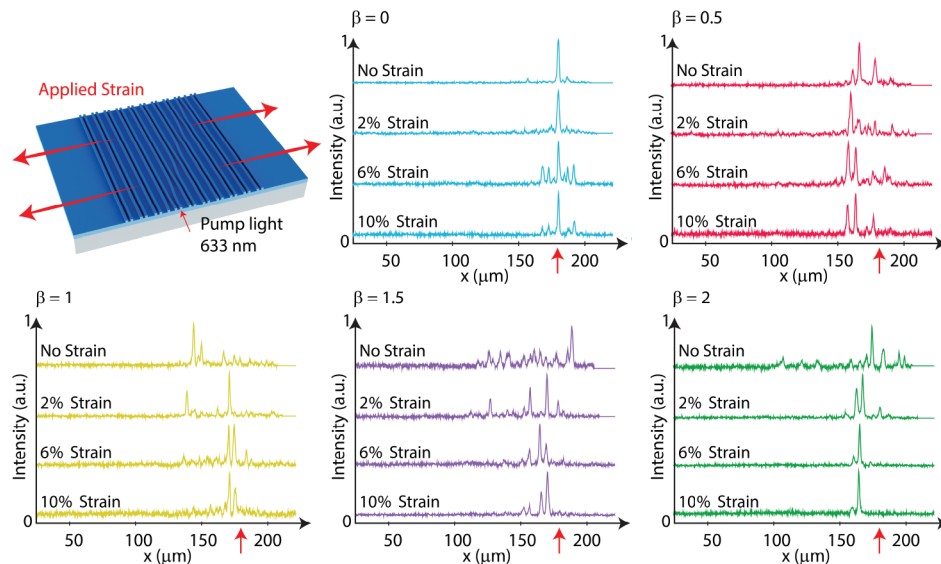 Applied Strain
Pump light
633 nm
β = 0
1
Intensity (a.u.)
No Strain
2% Strain
6% Strain
10% Strain
0
50
100
150
200
x (μm)
β = 0.5
1
Intensity (a.u.)
No Strain
2% Strain
6% Strain
10% Strain
0
50
100
150
200
x (μm)
β = 1
1
Intensity (a.u.)
No Strain
2% Strain
6% Strain
10% Strain
0
50
100
150
200
x (μm)
β = 1.5
1
Intensity (a.u.)
No Strain
2% Strain
6% Strain
10% Strain
0
50
100
150
200
x (μm)
β = 2
1
Intensity (a.u.)
No Strain
2% Strain
6% Strain
10% Strain
0
50
100
150
200
x (μm)